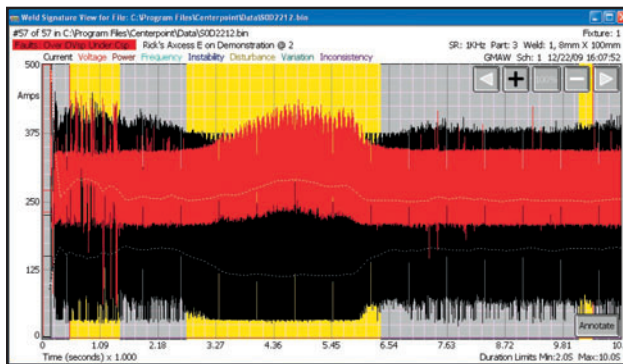 Weld Signature View for File: C:\Program Files\Centerpoint\Data\S0D2212.bin
#57 of 57 in C:\Program Files\Centerpoint\Data\S0D2212.bin Fixture: 1
Faults: Over DVsp Under Csp Rick's Axcess E on Demonstration @ 2 SR: 1KHz Part: 3 Weld: 1, 8mm X 100mm
Current Voltage Power Frequency Instability Disturbance Variation Inconsistency GMAW Sch: 1 12/22/09 16:07:52
500
Amps
375
250
125
0
0 1.09 2.18 3.27 4.36 5.45 6.54 7.63 8.72 9.81 10
Annotate
Time (seconds) x 1.000 Duration Limits Min:2.05 Max:10.05